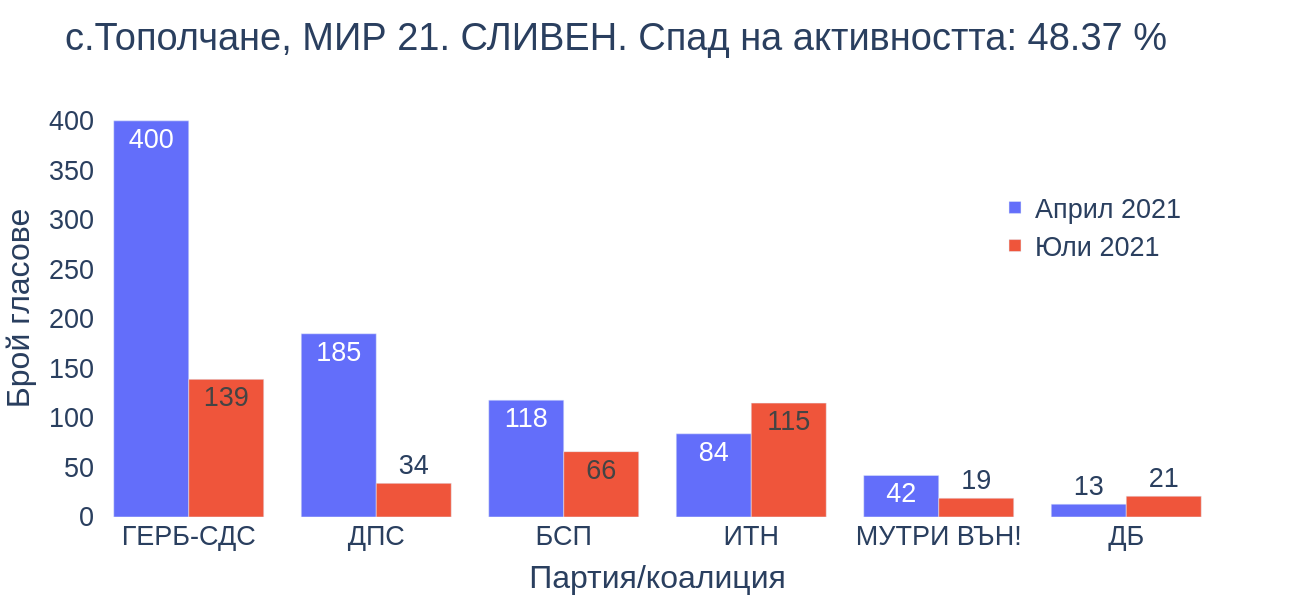 с.Тополчане, МИР 21. СЛИВЕН. Спад на активността: 48.37 %
Брой гласове
400
350
300
250
200
150
100
50
0
400
139
185
34
118
66
84
115
42
19
13
21
Април 2021
Юли 2021
ГЕРБ-СДС
ДПС
БСП
ИТН
МУТРИ ВЪН!
ДБ
Партия/коалиция